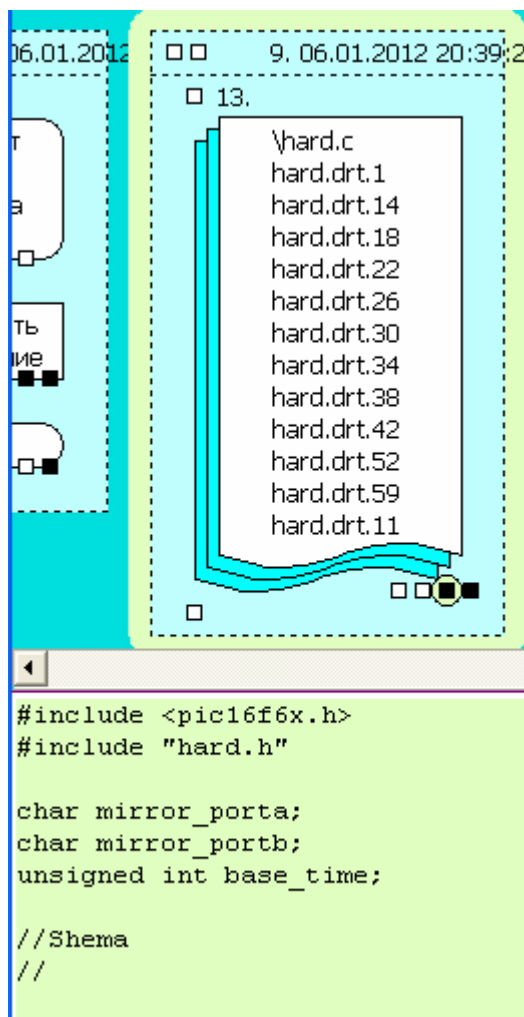 06.01.2012
9. 06.01.2012 20:39:2
13.
\hard.c
hard.drt.1
hard.drt.14
hard.drt.18
hard.drt.22
hard.drt.26
hard.drt.30
hard.drt.34
hard.drt.38
hard.drt.42
hard.drt.52
hard.drt.59
hard.drt.11
т
а
ть
ние
#include <pic16f6x.h>
#include "hard.h"
char mirror_porta;
char mirror_portb;
unsigned int base_time;
//Shema
//